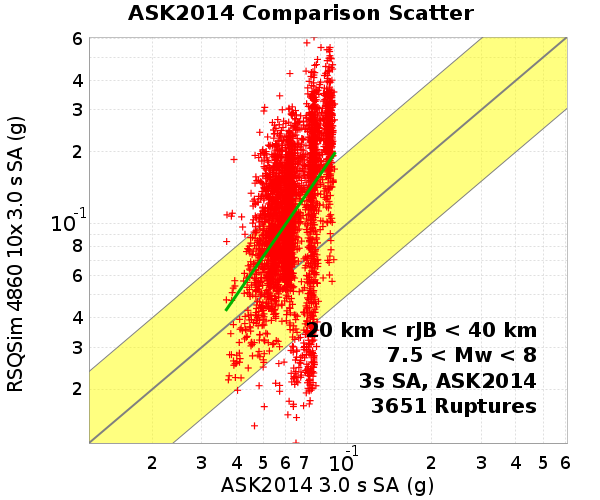 ASK2014 Comparison Scatter
RSQSim 4860 10x 3.0 s SA (g)
6
4
3
2
10-1
8
6
4
3
2
20 km < rJB < 40 km
7.5 < Mw < 8
3s SA, ASK2014
3651 Ruptures
2 3 4 5 6 7 10-1 2 3 4 5 6
ASK2014 3.0 s SA (g)